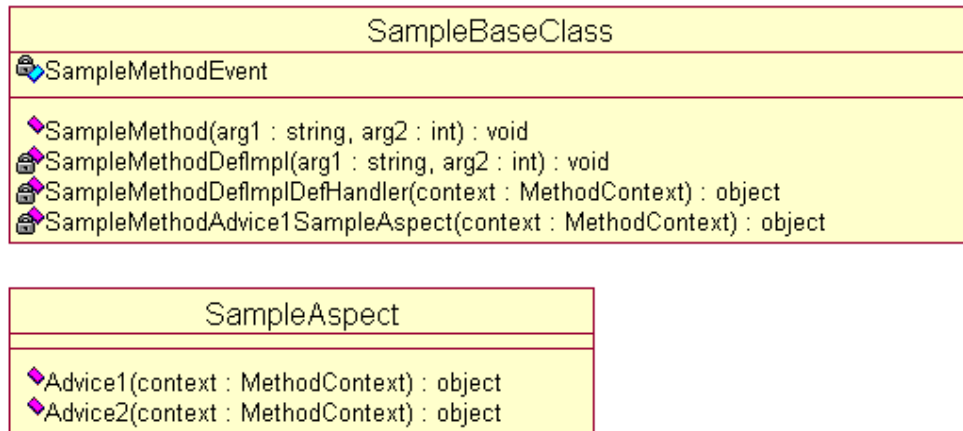 SampleBaseClass
SampleMethodEvent
SampleMethod(arg1 : string, arg2 : int) : void
SampleMethodDefImpl(arg1 : string, arg2 : int) : void
SampleMethodDefImplDefHandler(context : MethodContext) : object
SampleMethodAdvice1SampleAspect(context : MethodContext) : object
SampleAspect
Advice1(context : MethodContext) : object
Advice2(context : MethodContext) : object